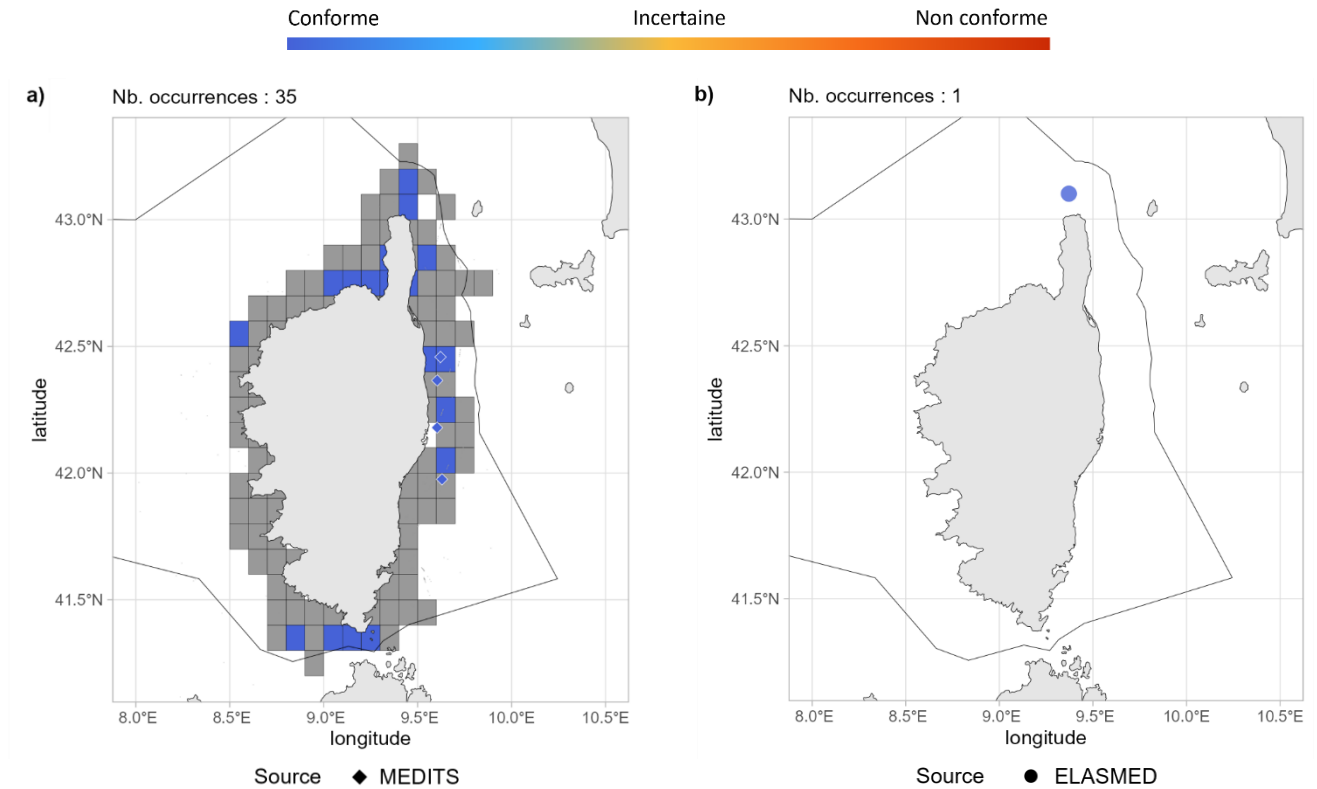 Conforme Incertaine Non conforme
a) Nb. occurrences : 35
43.0°N
42.5°N
42.0°N
41.5°N
latitude
8.0°E 8.5°E 9.0°E 9.5°E 10.0°E 10.5°E
longitude
Source MEDITS
b) Nb. occurrences : 1
43.0°N
42.5°N
42.0°N
41.5°N
latitude
8.0°E 8.5°E 9.0°E 9.5°E 10.0°E 10.5°E
longitude
Source ELASMED